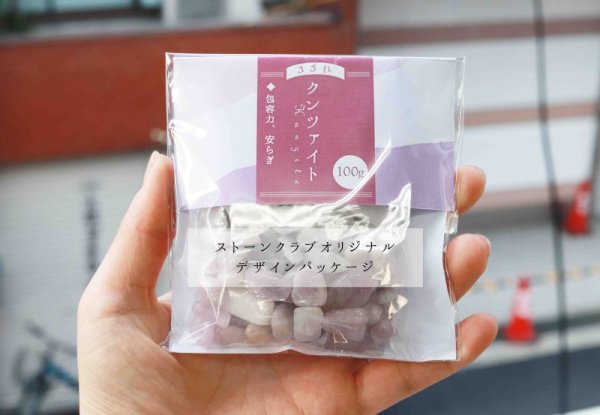 さざれ
クンツァイト
Kunzite
◆包容力、安らぎ
100g
ストーンクラブオリジナル
デザインパッケージ